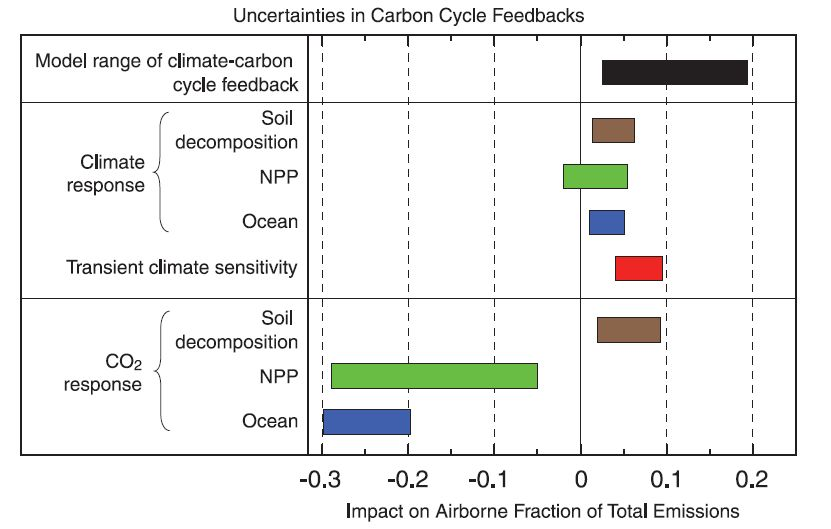 Uncertainties in Carbon Cycle Feedbacks
Model range of climate-carbon
cycle feedback
Climate
response
Soil
decomposition
NPP
Ocean
Transient climate sensitivity
CO₂
response
Soil
decomposition
NPP
Ocean
-0.3 -0.2 -0.1 0 0.1 0.2
Impact on Airborne Fraction of Total Emissions